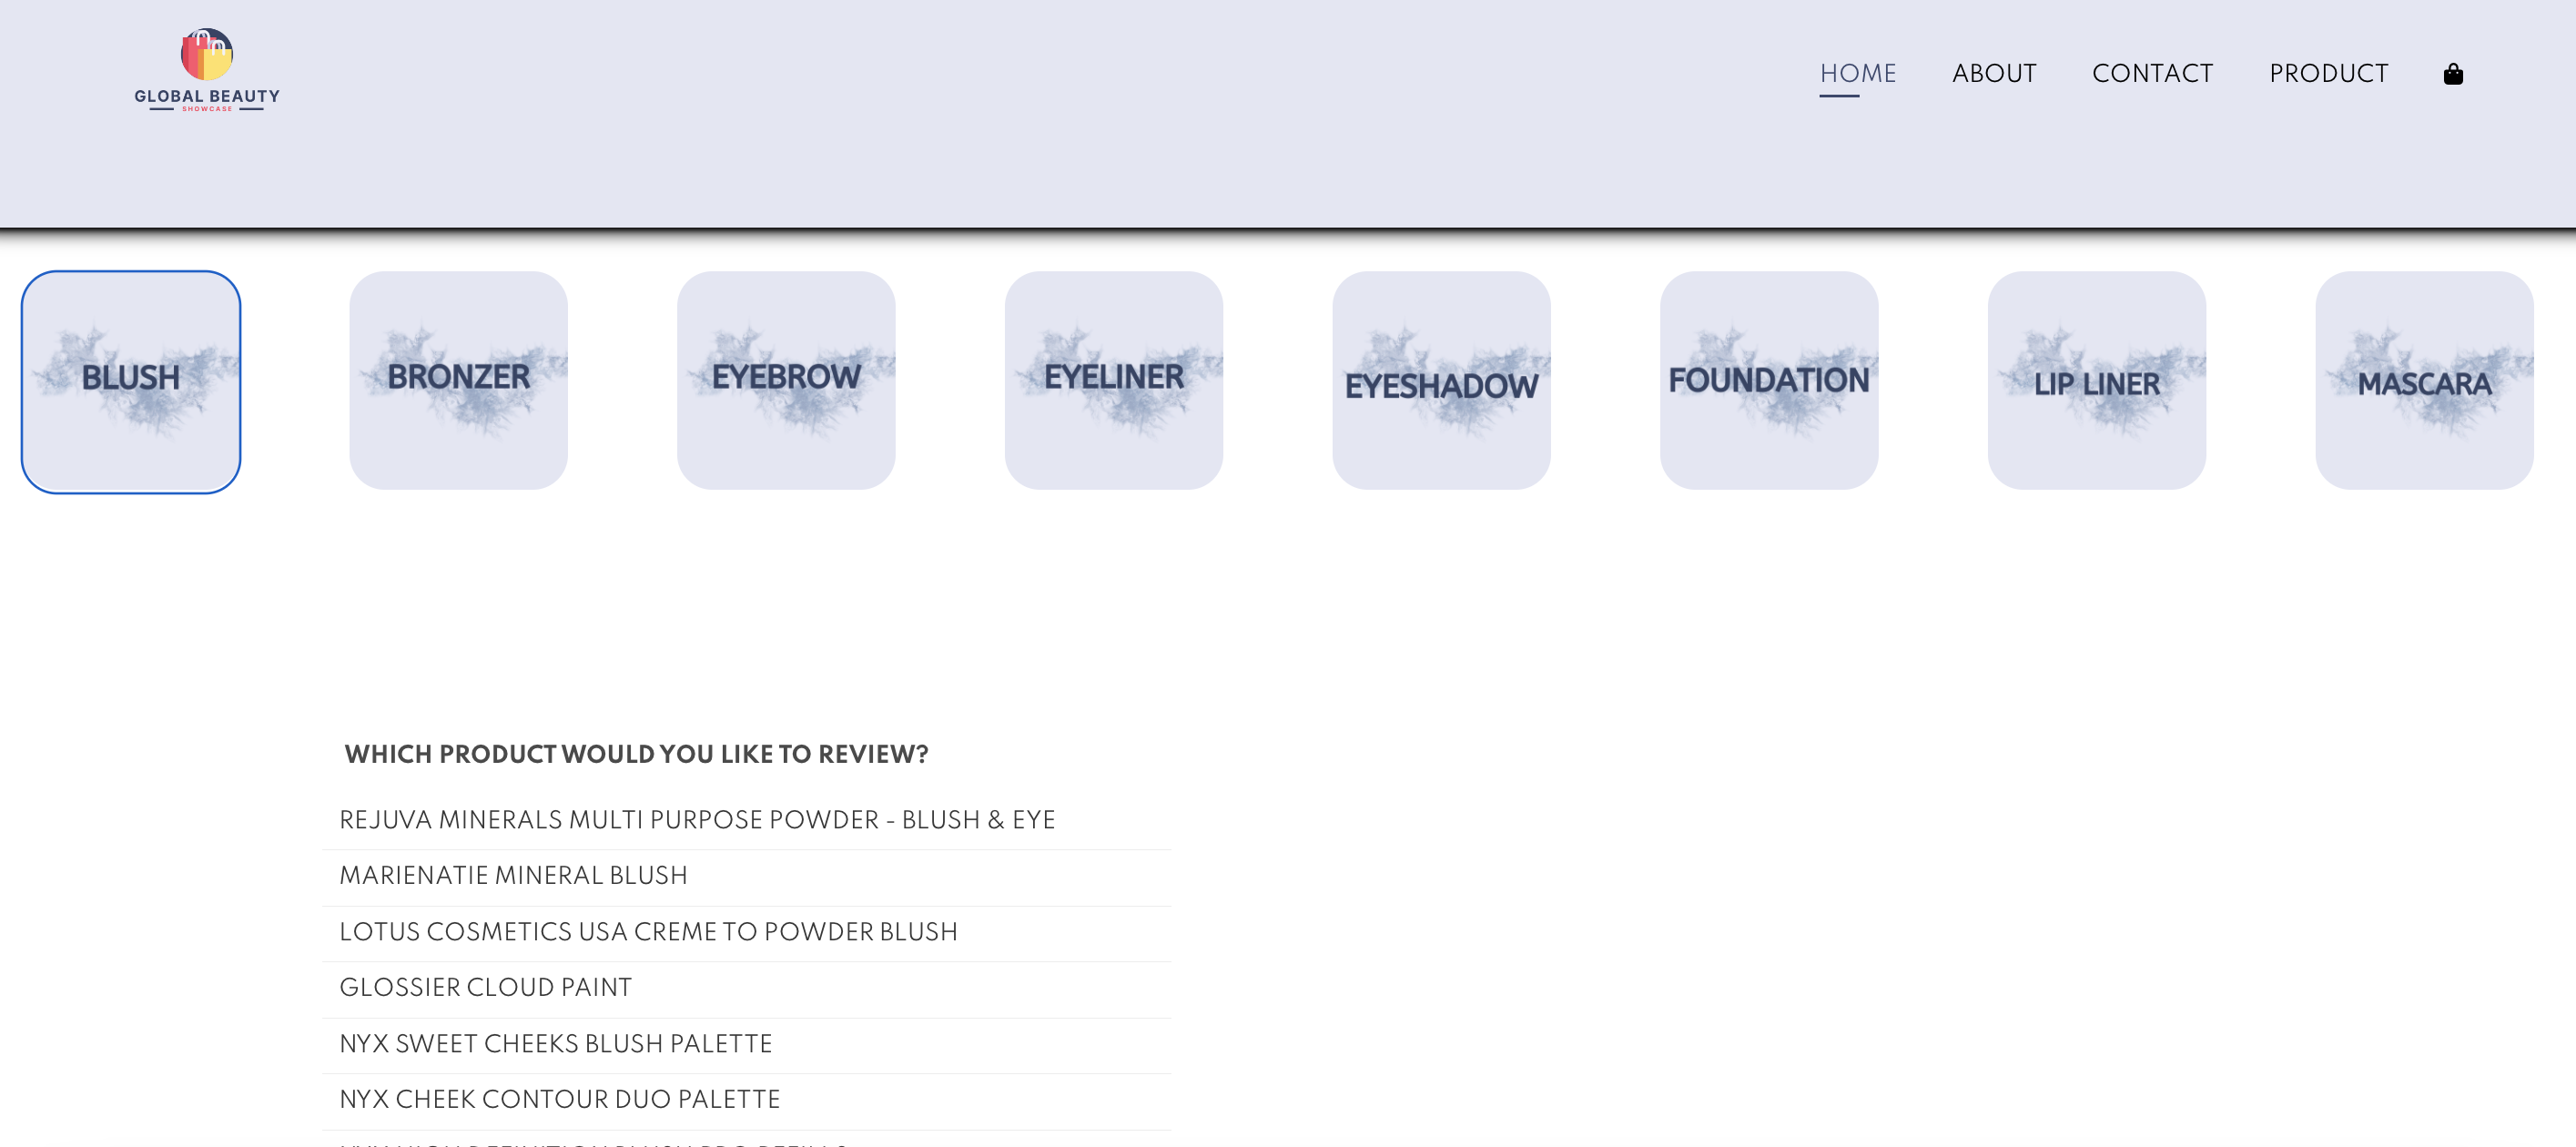 GLOBAL BEAUTY
SHOWCASE
HOME ABOUT CONTACT PRODUCT
BLUSH BRONZER EYEBROW EYELINER EYESHADOW FOUNDATION LIP LINER MASCARA
WHICH PRODUCT WOULD YOU LIKE TO REVIEW?
REJUVA MINERALS MULTI PURPOSE POWDER - BLUSH & EYE
MARIENATIE MINERAL BLUSH
LOTUS COSMETICS USA CREME TO POWDER BLUSH
GLOSSIER CLOUD PAINT
NYX SWEET CHEEKS BLUSH PALETTE
NYX CHEEK CONTOUR DUO PALETTE